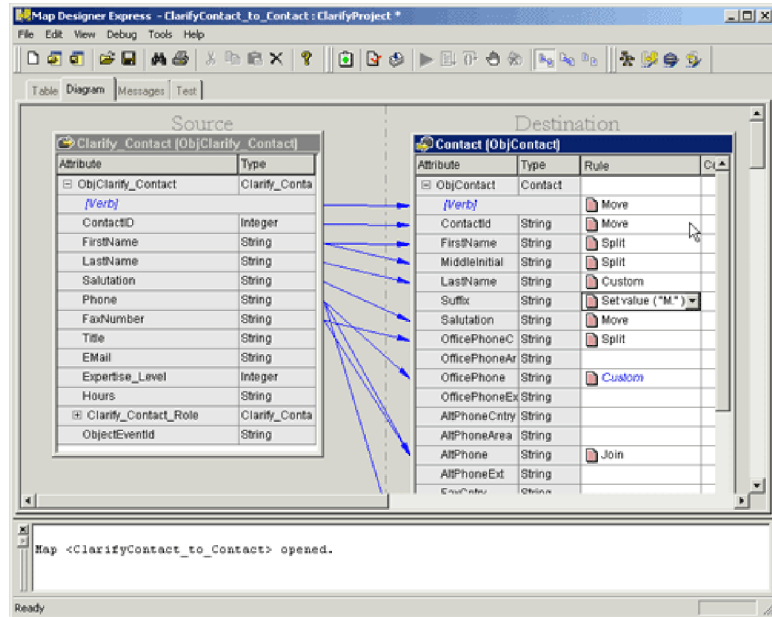 Map Designer Express - ClarifyContact_to_Contact : ClarifyProject *
File Edit View Debug Tools Help
Table Diagram Messages Test
Source
Clarify_Contact (ObjClarify_Contact)
Attribute Type
ObjClarify_Contact Clarify_Conta
[Verb]
ContactID Integer
FirstName String
LastName String
Salutation String
Phone String
FaxNumber String
Title String
EMail String
Expertise_Level Integer
Hours String
Clarify_Contact_Role Clarify_Conta
ObjectEventId String
Destination
Contact (ObjContact)
Attribute Type Rule
ObjContact Contact
[Verb] Move
ContactId String Move
FirstName String Split
MiddleInitial String Split
LastName String Custom
Suffix String Set value ( "M." )
Salutation String Move
OfficePhoneC String Split
OfficePhoneAr String
OfficePhone String Custom
OfficePhoneEx String
AltPhoneCntry String
AltPhoneArea String
AltPhone String Join
AltPhoneExt String
FaxCntry String
Map <ClarifyContact_to_Contact> opened.
Ready